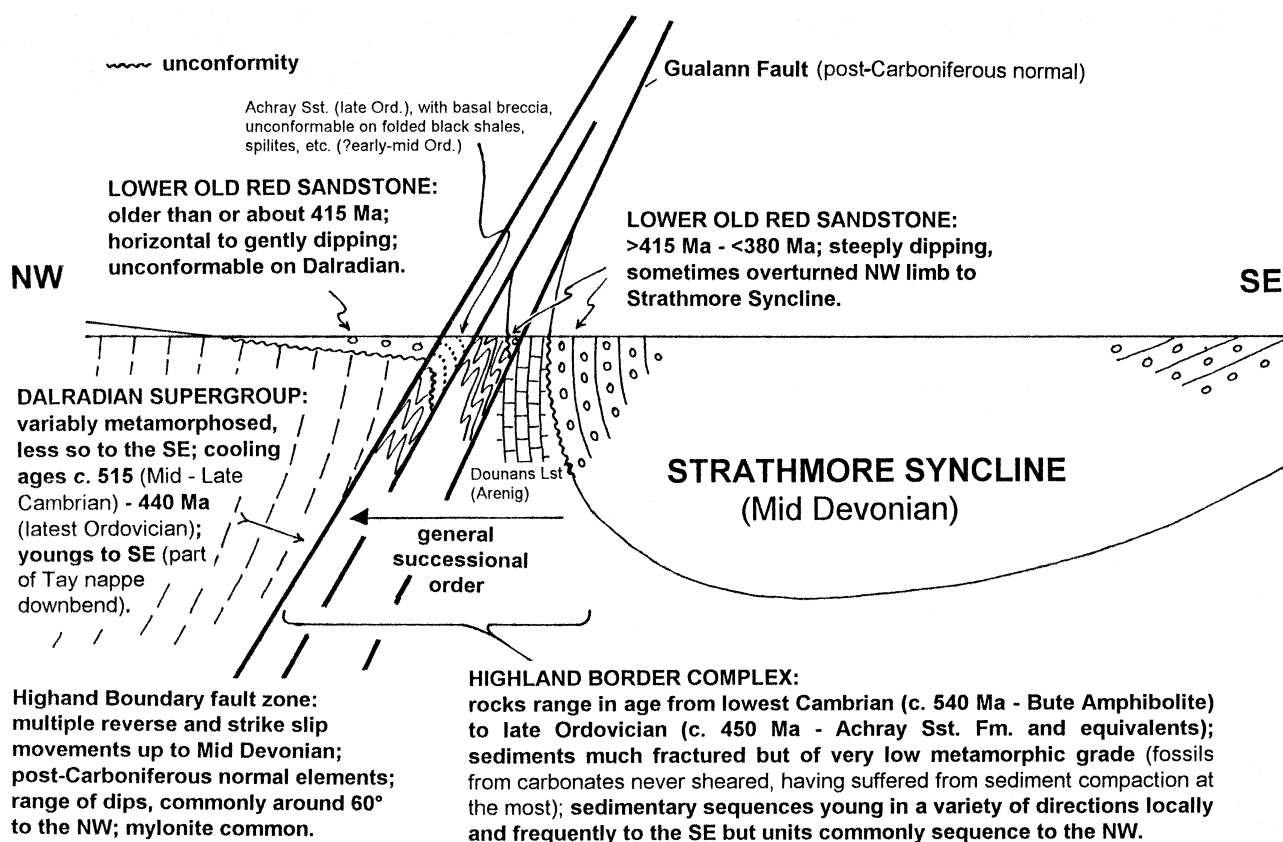 unconformity
Gualann Fault (post-Carboniferous normal)
Achray Sst. (late Ord.), with basal breccia,
unconformable on folded black shales,
spilites, etc. (?early-mid Ord.)
LOWER OLD RED SANDSTONE:
older than or about 415 Ma;
horizontal to gently dipping;
unconformable on Dalradian.
LOWER OLD RED SANDSTONE:
>415 Ma - <380 Ma; steeply dipping,
sometimes overturned NW limb to
Strathmore Syncline.
NW
SE
DALRADIAN SUPERGROUP:
variably metamorphosed,
less so to the SE; cooling
ages c. 515 (Mid - Late
Cambrian) - 440 Ma
(latest Ordovician);
youngs to SE (part
of Tay nappe
downbend).
Dounans Lst
(Arenig)
STRATHMORE SYNCLINE
(Mid Devonian)
general
successional
order
Highand Boundary fault zone:
multiple reverse and strike slip
movements up to Mid Devonian;
post-Carboniferous normal elements;
range of dips, commonly around 60°
to the NW; mylonite common.
HIGHLAND BORDER COMPLEX:
rocks range in age from lowest Cambrian (c. 540 Ma - Bute Amphibolite)
to late Ordovician (c. 450 Ma - Achray Sst. Fm. and equivalents);
sediments much fractured but of very low metamorphic grade (fossils
from carbonates never sheared, having suffered from sediment compaction at
the most); sedimentary sequences young in a variety of directions locally
and frequently to the SE but units commonly sequence to the NW.